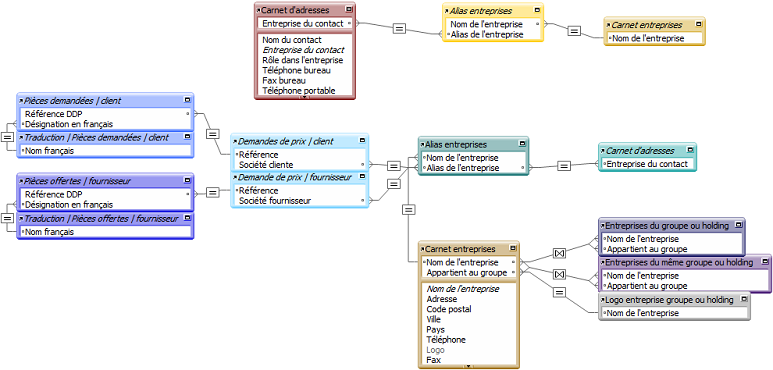 Carnet d'adresses
Entreprise du contact
Nom du contact
Entreprise du contact
Rôle dans l'entreprise
Téléphone bureau
Fax bureau
Téléphone portable
Alias entreprises
Nom de l'entreprise
Alias de l'entreprise
Carnet entreprises
Nom de l'entreprise
Pièces demandées | client
Référence DDP
Désignation en français
Traduction | Pièces demandées | client
Nom français
Pièces offertes | fournisseur
Référence DDP
Désignation en français
Traduction | Pièces offertes | fournisseur
Nom français
Demandes de prix | client
Référence
Société cliente
Demande de prix | fournisseur
Référence
Société fournisseur
Alias entreprises
Nom de l'entreprise
Alias de l'entreprise
Carnet d'adresses
Entreprise du contact
Carnet entreprises
Nom de l'entreprise
Appartient au groupe
Nom de l'entreprise
Adresse
Code postal
Ville
Pays
Téléphone
Logo
Fax
Entreprises du groupe ou holding
Nom de l'entreprise
Appartient au groupe
Entreprises du même groupe ou holding
Nom de l'entreprise
Appartient au groupe
Logo entreprise groupe ou holding
Nom de l'entreprise